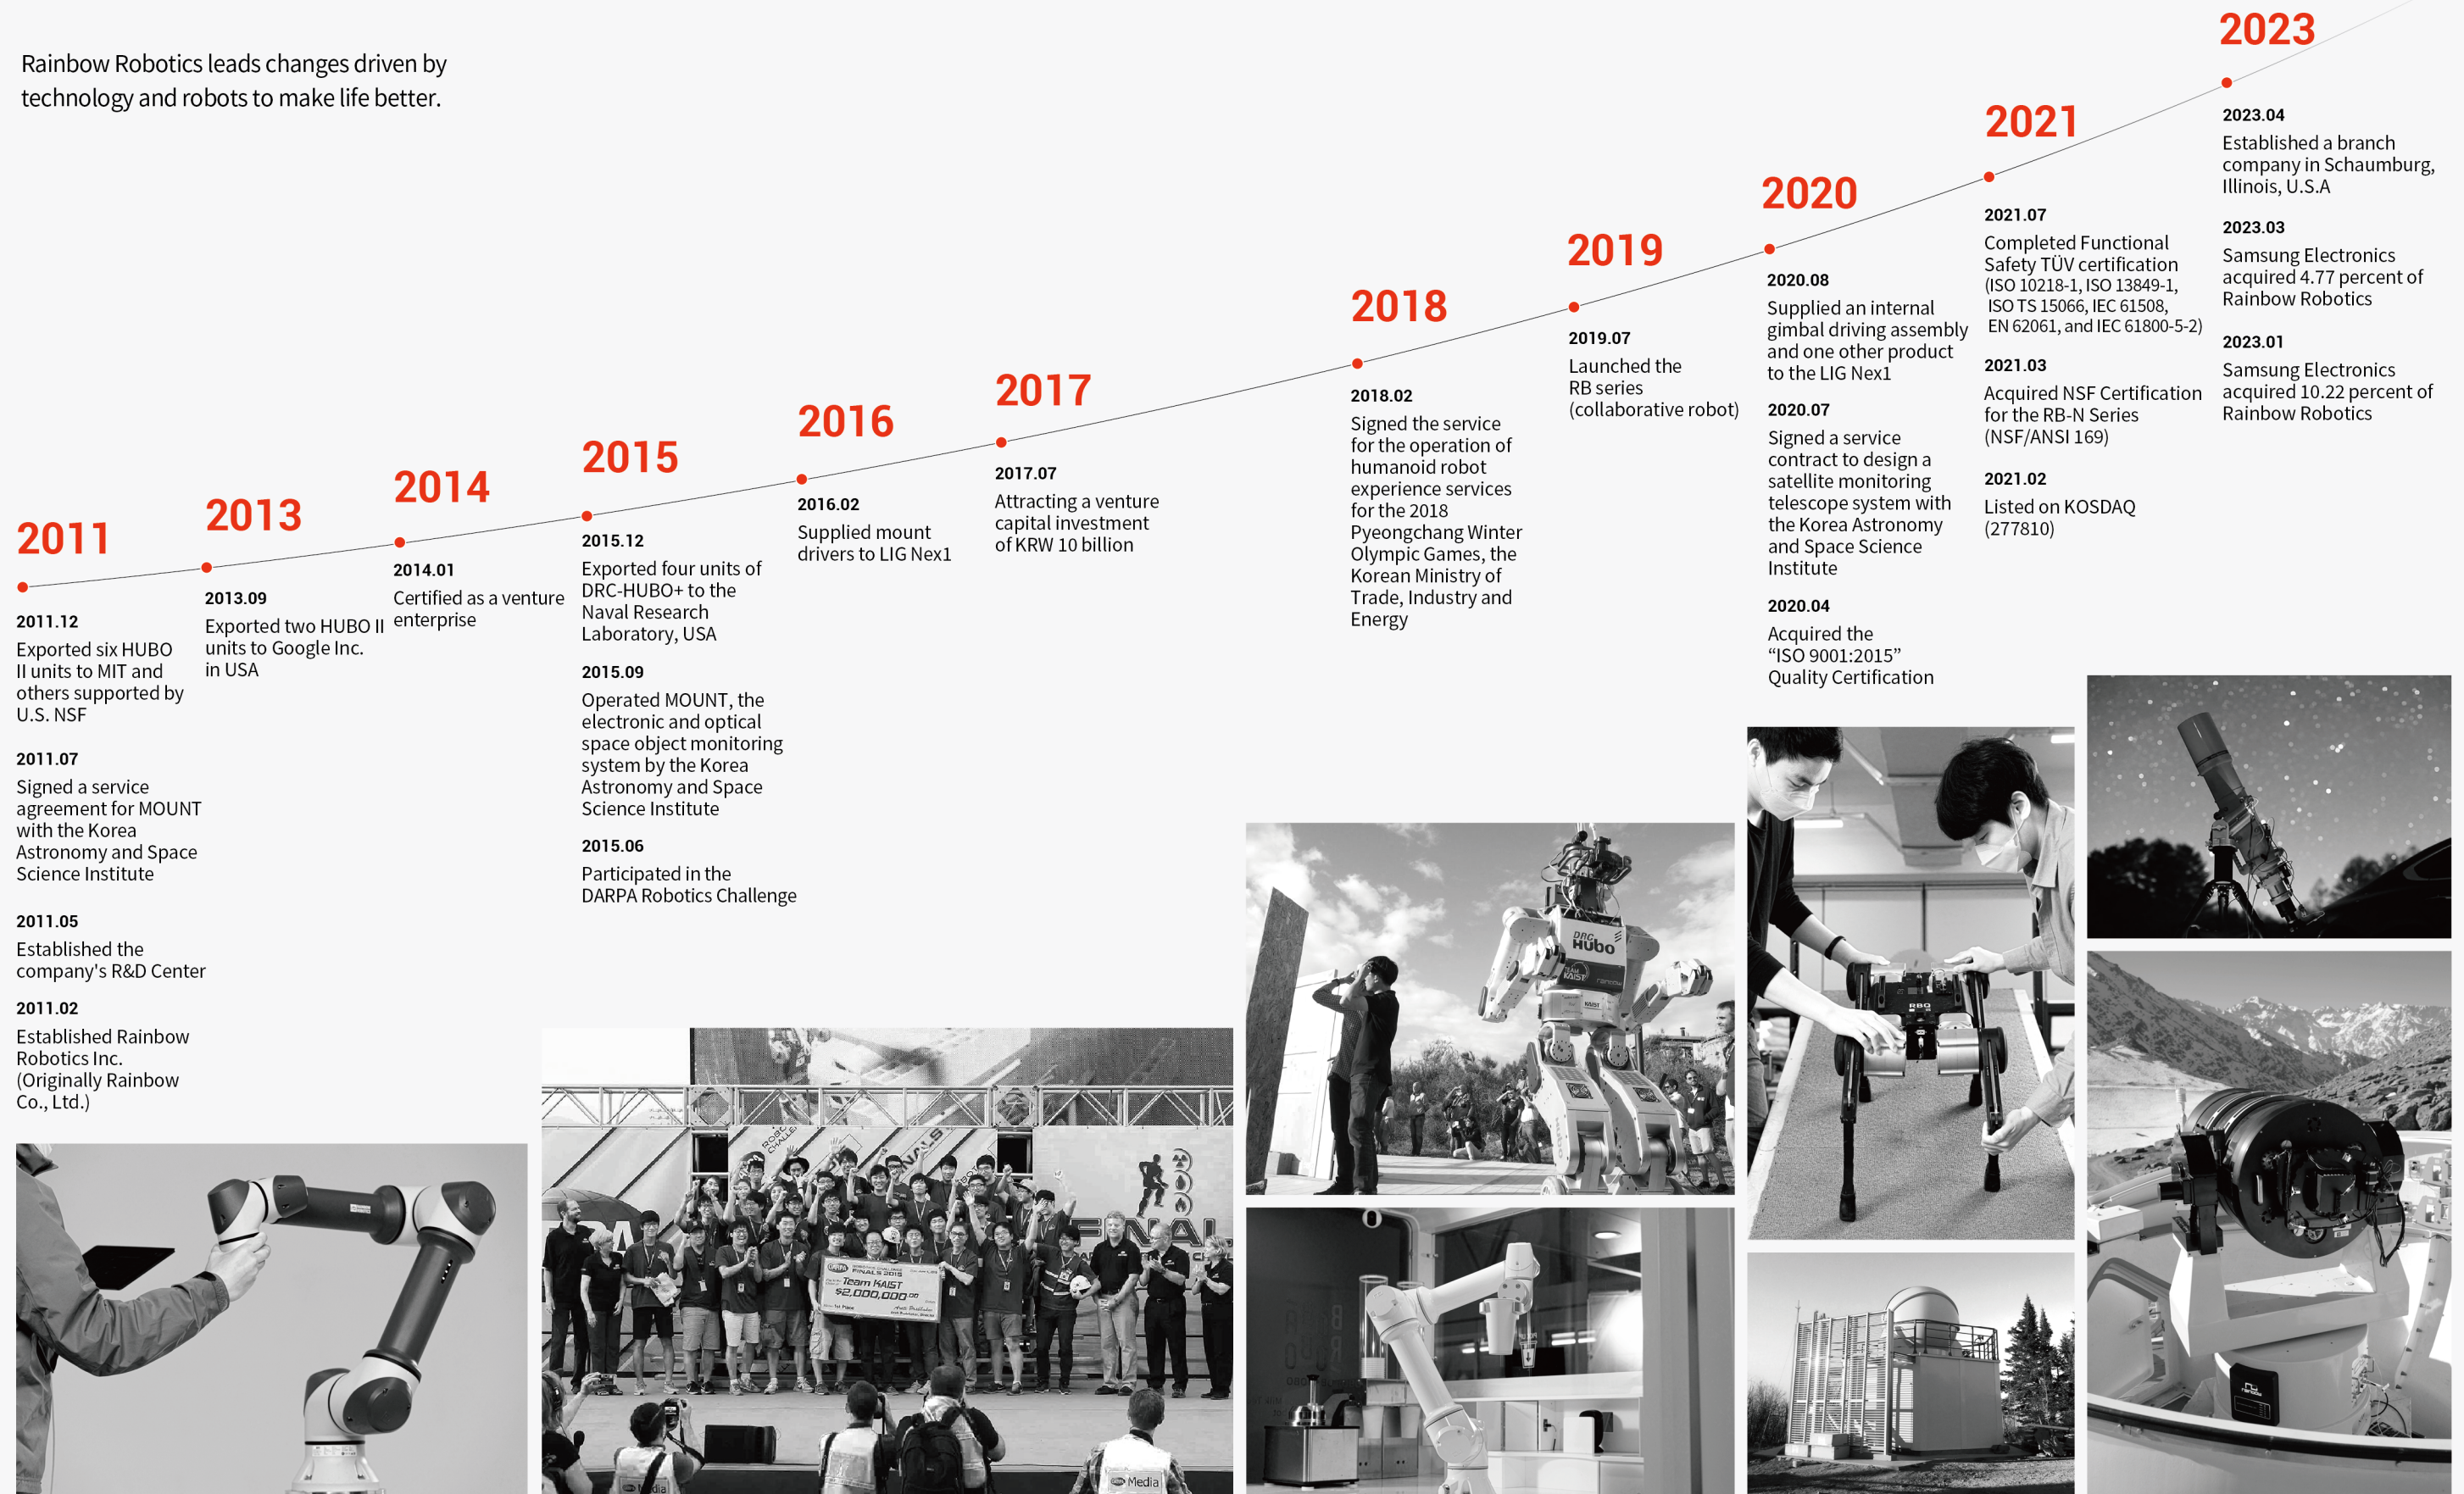 Rainbow Robotics leads changes driven by
technology and robots to make life better.
2011
2011.12
Exported six HUBO
II units to MIT and
others supported by
U.S. NSF
2011.07
Signed a service
agreement for MOUNT
with the Korea
Astronomy and Space
Science Institute
2011.05
Established the
company's R&D Center
2011.02
Established Rainbow
Robotics Inc.
(Originally Rainbow
Co., Ltd.)
2013
2013.09
Exported two HUBO II
units to Google Inc.
in USA
2014
2014.01
Certified as a venture
enterprise
2015
2015.12
Exported four units of
DRC-HUBO+ to the
Naval Research
Laboratory, USA
2015.09
Operated MOUNT, the
electronic and optical
space object monitoring
system by the Korea
Astronomy and Space
Science Institute
2015.06
Participated in the
DARPA Robotics Challenge
2016
2016.02
Supplied mount
drivers to LIG Nex1
2017
2017.07
Attracting a venture
capital investment
of KRW 10 billion
2018
2018.02
Signed the service
for the operation of
humanoid robot
experience services
for the 2018
Pyeongchang Winter
Olympic Games, the
Korean Ministry of
Trade, Industry and
Energy
2019
2019.07
Launched the
RB series
(collaborative robot)
2020
2020.08
Supplied an internal
gimbal driving assembly
and one other product
to the LIG Nex1
2020.07
Signed a service
contract to design a
satellite monitoring
telescope system with
the Korea Astronomy
and Space Science
Institute
2020.04
Acquired the
“ISO 9001:2015”
Quality Certification
2021
2021.07
Completed Functional
Safety TÜV certification
(ISO 10218-1, ISO 13849-1,
ISO TS 15066, IEC 61508,
EN 62061, and IEC 61800-5-2)
2021.03
Acquired NSF Certification
for the RB-N Series
(NSF/ANSI 169)
2021.02
Listed on KOSDAQ
(277810)
2023
2023.04
Established a branch
company in Schaumburg,
Illinois, U.S.A
2023.03
Samsung Electronics
acquired 4.77 percent of
Rainbow Robotics
2023.01
Samsung Electronics
acquired 10.22 percent of
Rainbow Robotics
DRC
HUbo
TEAM
KAIST
rainbow
KAIST
RBQ
FINAL
FINALS 2015
Team KAIST
$2,000,000.00
1st Place
Media
rainbow